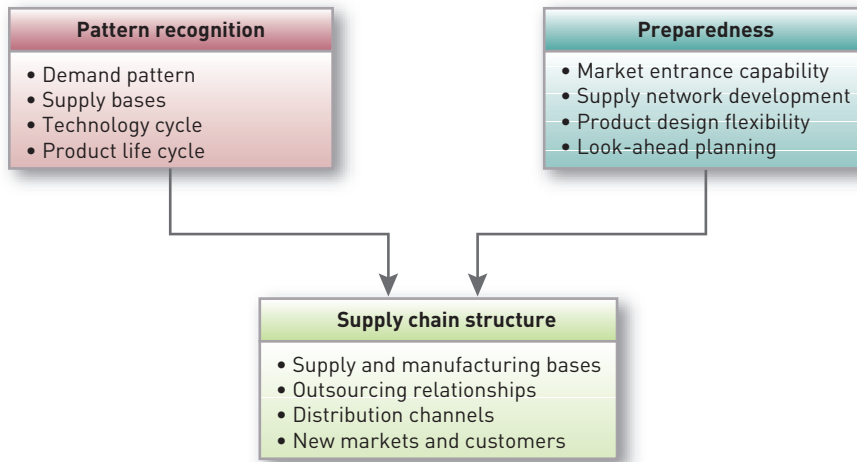 Pattern recognition
• Demand pattern
• Supply bases
• Technology cycle
• Product life cycle
Preparedness
• Market entrance capability
• Supply network development
• Product design flexibility
• Look-ahead planning
Supply chain structure
• Supply and manufacturing bases
• Outsourcing relationships
• Distribution channels
• New markets and customers